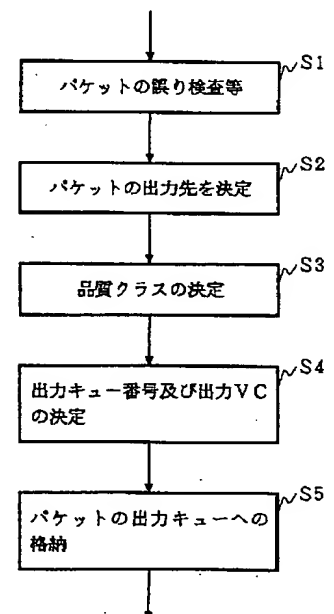 S1
パケットの誤り検査等
S2
パケットの出力先を決定
S3
品質クラスの決定
S4
出力キュー番号及び出力VC
の決定
S5
パケットの出力キューへの
格納